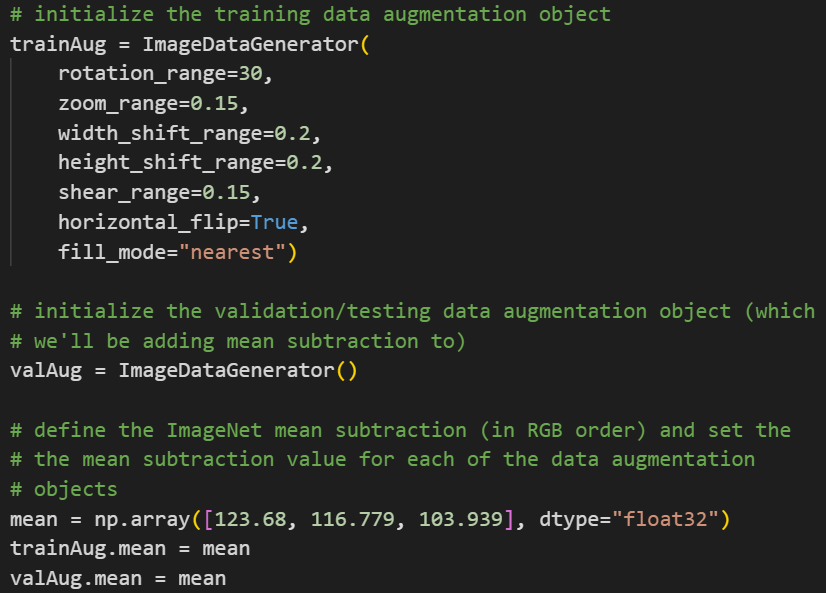 # initialize the training data augmentation object
trainAug = ImageDataGenerator(
    rotation_range=30,
    zoom_range=0.15,
    width_shift_range=0.2,
    height_shift_range=0.2,
    shear_range=0.15,
    horizontal_flip=True,
    fill_mode="nearest")

# initialize the validation/testing data augmentation object (which
# we'll be adding mean subtraction to)
valAug = ImageDataGenerator()

# define the ImageNet mean subtraction (in RGB order) and set the
# the mean subtraction value for each of the data augmentation
# objects
mean = np.array([123.68, 116.779, 103.939], dtype="float32")
trainAug.mean = mean
valAug.mean = mean